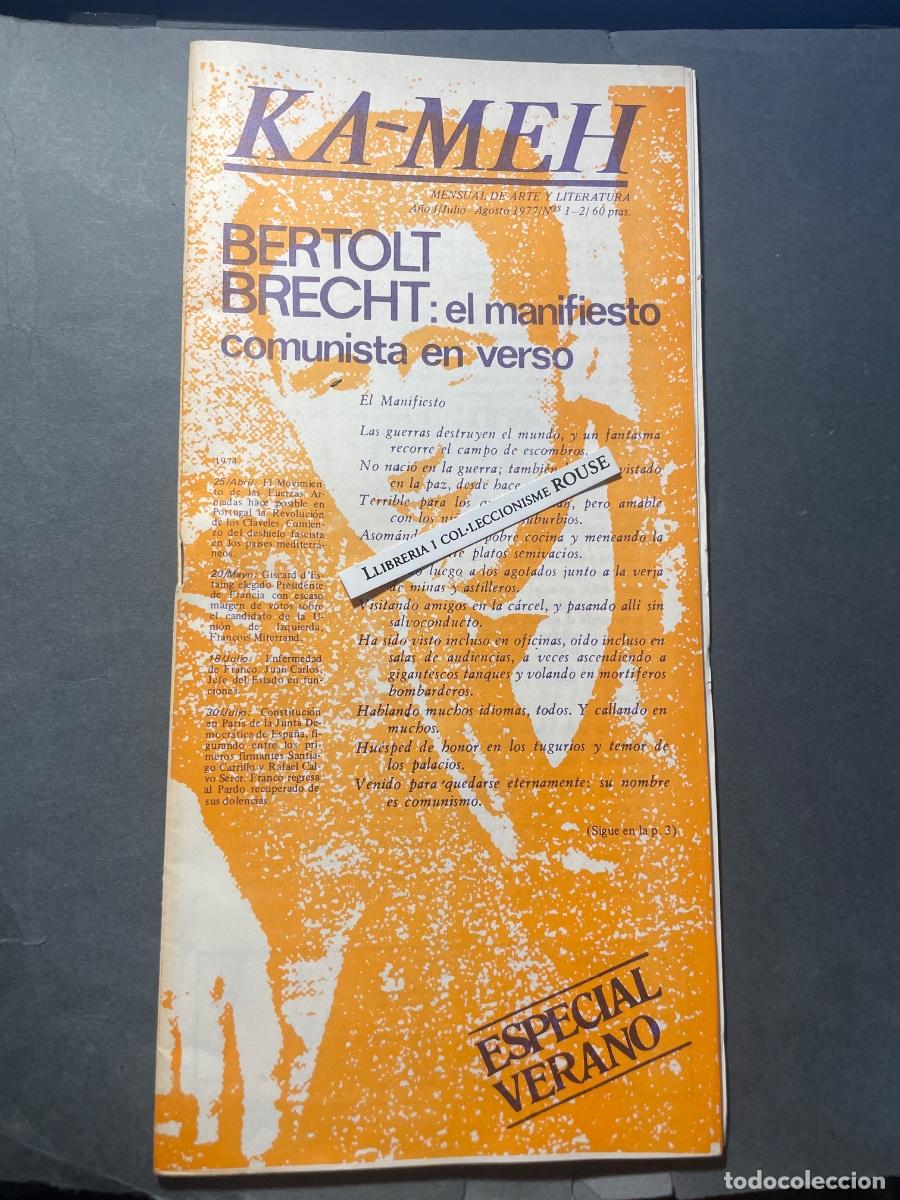 KA-MEH
MENSUAL DE ARTE Y LITERATURA
Año I/Julio - Agosto 1977/Nos 1-2/60 ptas.
BERTOLT
BRECHT: el manifiesto
comunista en verso
El Manifiesto
Las guerras destruyen el mundo, y un fantasma
recorre el campo de escombros.
No nació en la guerra; también vistado
en la paz, desde hace
Terrible para los pero amable
con los suburbios.
Asománd pobre cocina y meneando la
platos semivacíos.
luego a los agotados junto a la verja
de minas y astilleros.
Visitando amigos en la cárcel, y pasando allí sin
salvoconducto.
Ha sido visto incluso en oficinas, oido incluso en
salas de audiencias, a veces ascendiendo a
gigantescos tanques y volando en mortíferos
bombarderos.
Hablando muchos idiomas, todos. Y callando en
muchos.
Huésped de honor en los tugurios y temor de
los palacios.
Venido para quedarse eternamente: su nombre
es comunismo.
(Sigue en la p. 3)
LLIBRERIA I COL·LECCIONISME ROUSE
1974
25/Abril: El Movimien-
to de las Fuerzas Ar-
madas hace posible en
Portugal la Revolución
de los Claveles. Comien-
zo del deshielo fascista
en los países mediterrá-
neos.
20/Mayo: Giscard d'Es-
taing elegido Presidente
de Francia con escaso
margen de votos sobre
el candidato de la U-
nión de Izquierda,
François Miterrand.
18/Julio: Enfermedad
de Franco. Juan Carlos,
Jefe del Estado en fun-
ciones.
30/Julio: Constitución
en París de la Junta De-
mocrática de España, fi-
gurando entre los pri-
meros firmantes Santia-
go Carrillo y Rafael Cal-
vo Serer. Franco regresa
al Pardo recuperado de
sus dolencias.
ESPECIAL
VERANO
todocoleccion